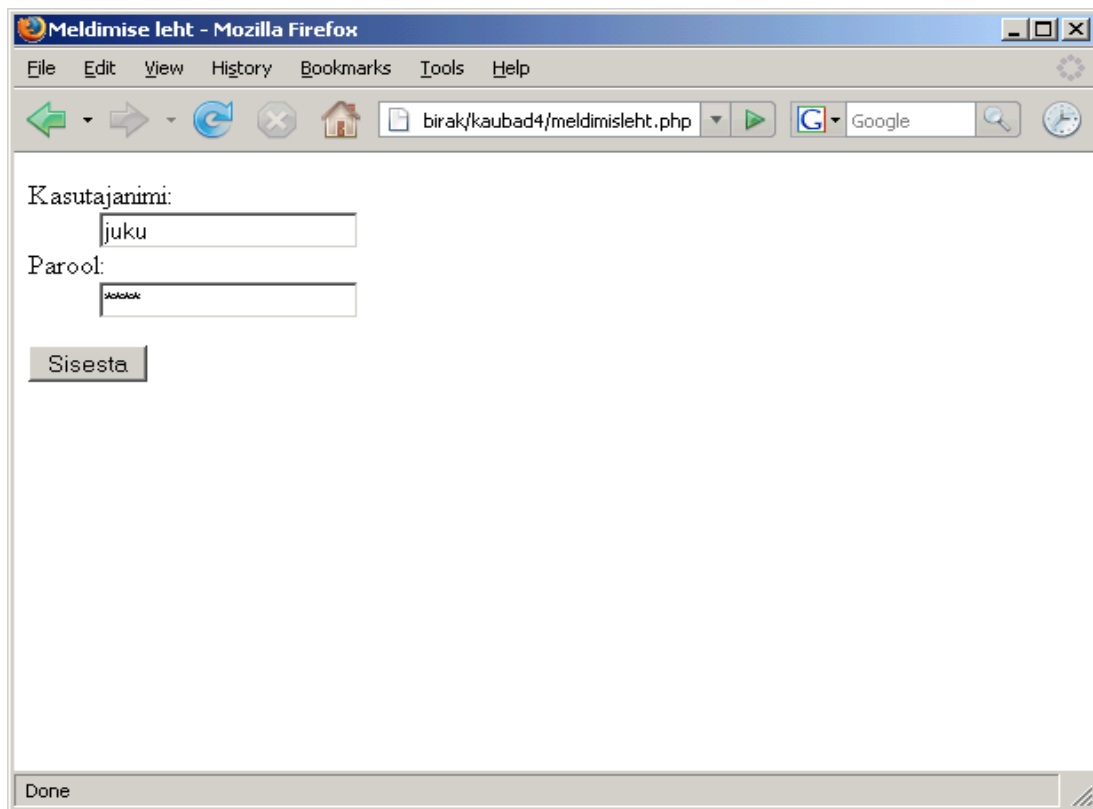 Meldimise leht - Mozilla Firefox
File Edit View History Bookmarks Tools Help
birak/kaubad4/meldimisleht.php G Google
Kasutajanimi:
juku
Parool:
****
Sisesta
Done